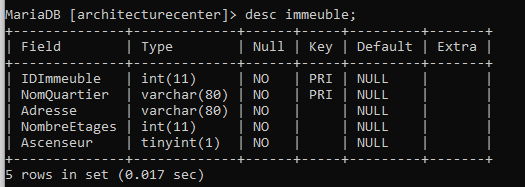 MariaDB [architecturecenter]> desc immeuble;
+--------------+-------------+------+-----+---------+-------+
| Field        | Type        | Null | Key | Default | Extra |
+--------------+-------------+------+-----+---------+-------+
| IDImmeuble   | int(11)     | NO   | PRI | NULL    |       |
| NomQuartier  | varchar(80) | NO   | PRI | NULL    |       |
| Adresse      | varchar(80) | NO   |     | NULL    |       |
| NombreEtages | int(11)     | NO   |     | NULL    |       |
| Ascenseur    | tinyint(1)  | NO   |     | NULL    |       |
+--------------+-------------+------+-----+---------+-------+
5 rows in set (0.017 sec)